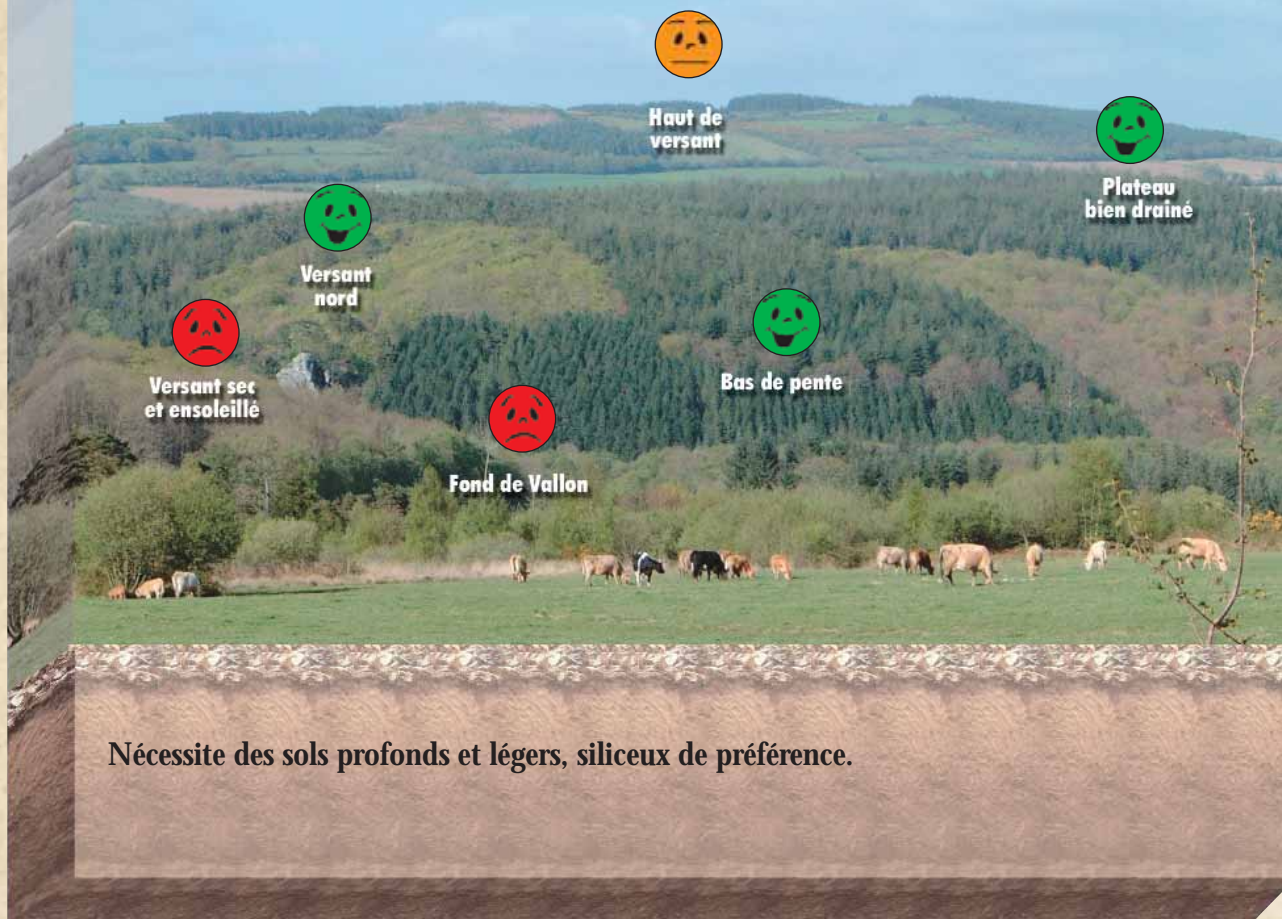 Haut de
versant
Plateau
bien drainé
Versant
nord
Versant sec
et ensoleillé
Bas de pente
Fond de Vallon
Nécessite des sols profonds et légers, siliceux de préférence.